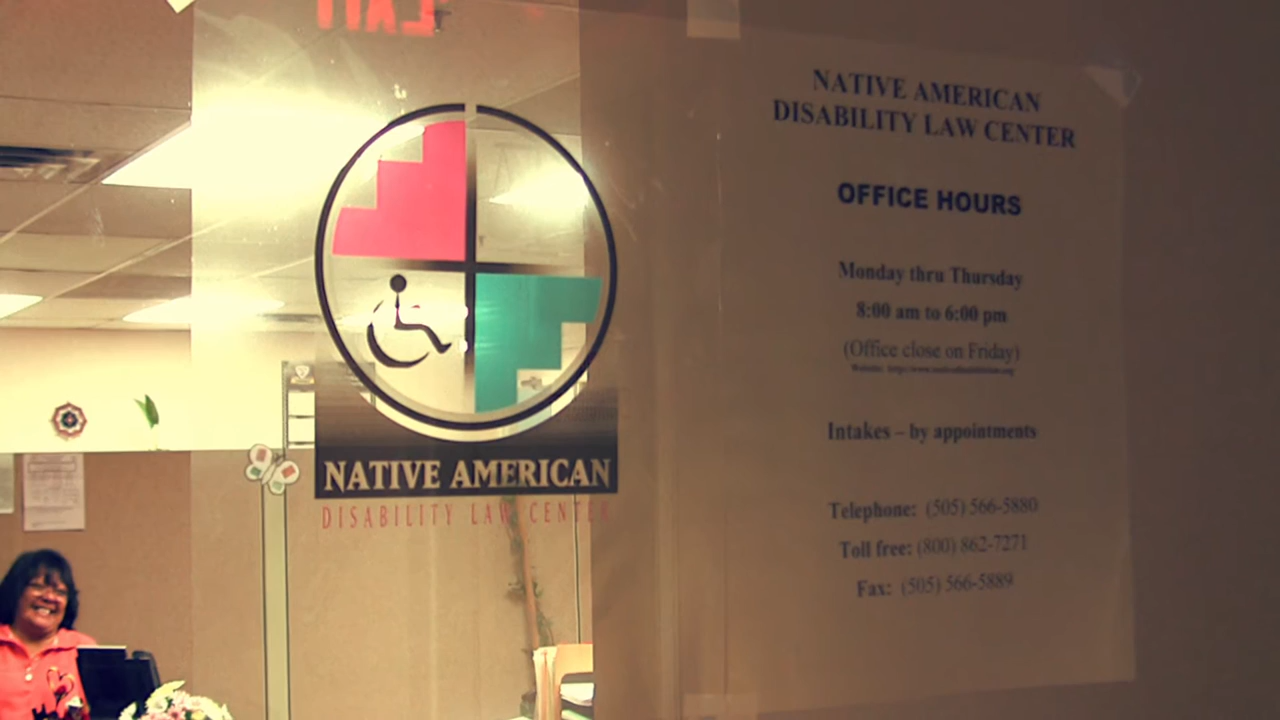 EXIT
NATIVE AMERICAN
DISABILITY LAW CENTER
NATIVE AMERICAN
DISABILITY LAW CENTER
OFFICE HOURS
Monday thru Thursday
8:00 am to 6:00 pm
(Office close on Friday)
Website:
Intakes – by appointments
Telephone: (505) 566-5880
Toll free: (800) 862-7271
Fax: (505) 566-5889